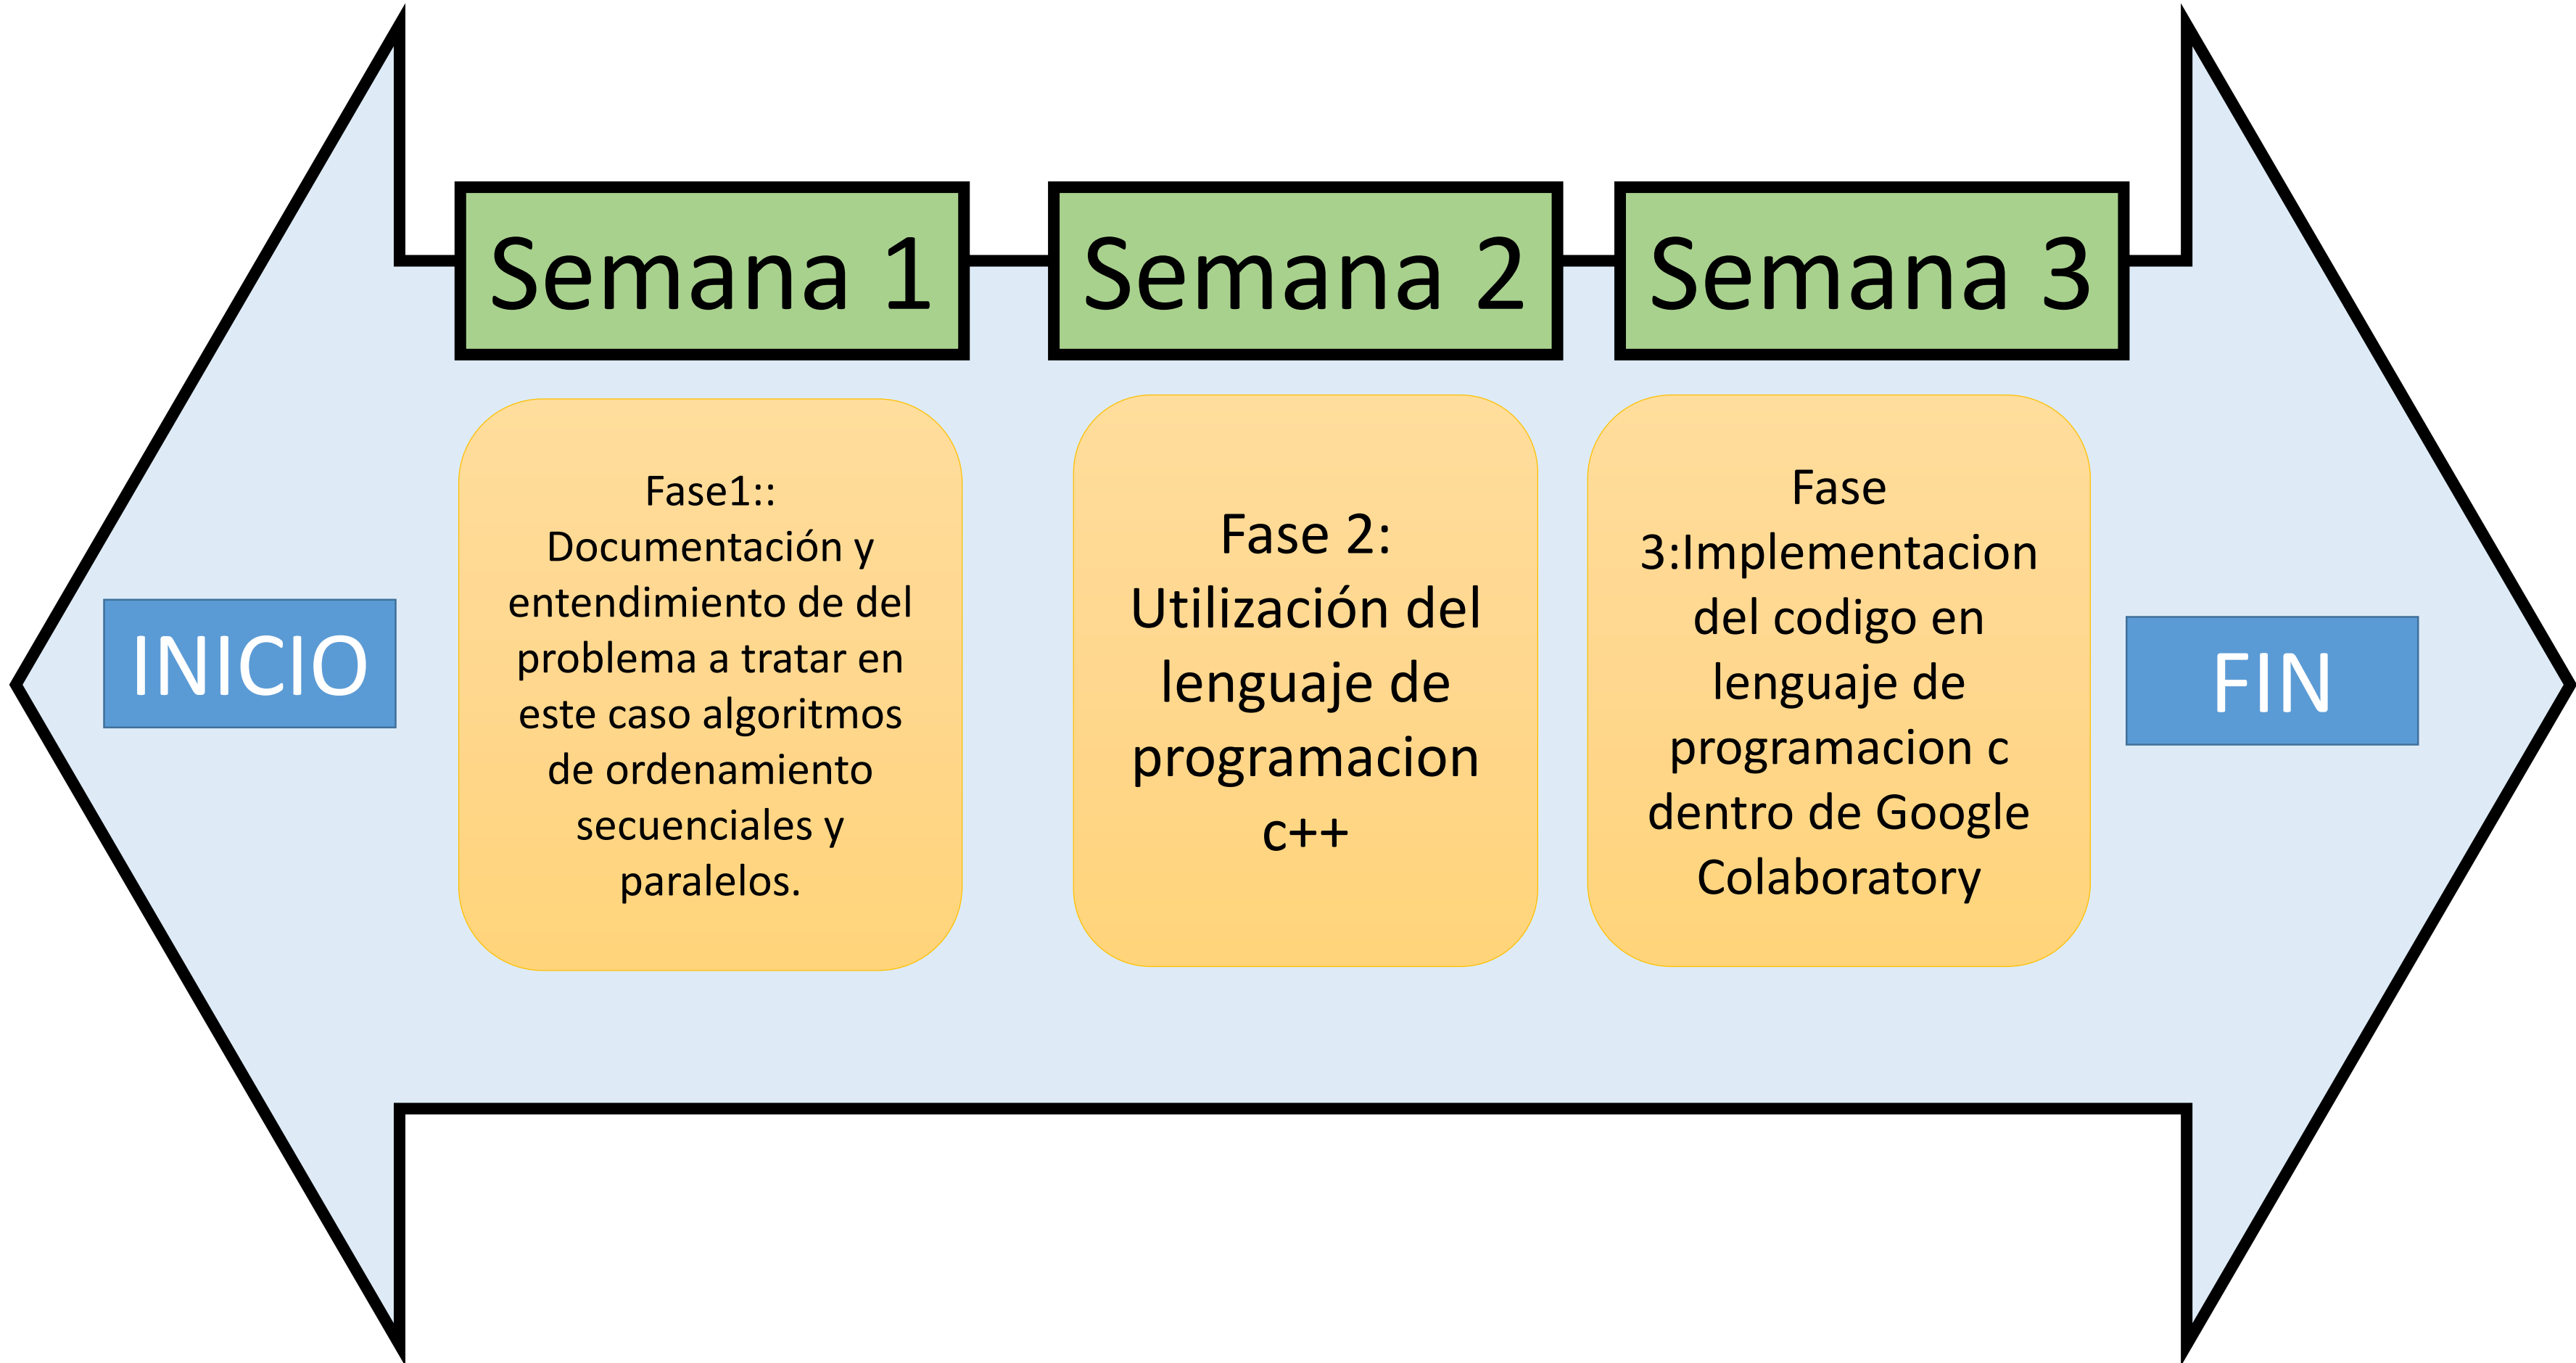 Semana 1
Semana 2
Semana 3
INICIO
Fase1::
Documentación y
entendimiento de del
problema a tratar en
este caso algoritmos
de ordenamiento
secuenciales y
paralelos.
Fase 2:
Utilización del
lenguaje de
programacion
c++
Fase
3:Implementacion
del codigo en
lenguaje de
programacion c
dentro de Google
Colaboratory
FIN